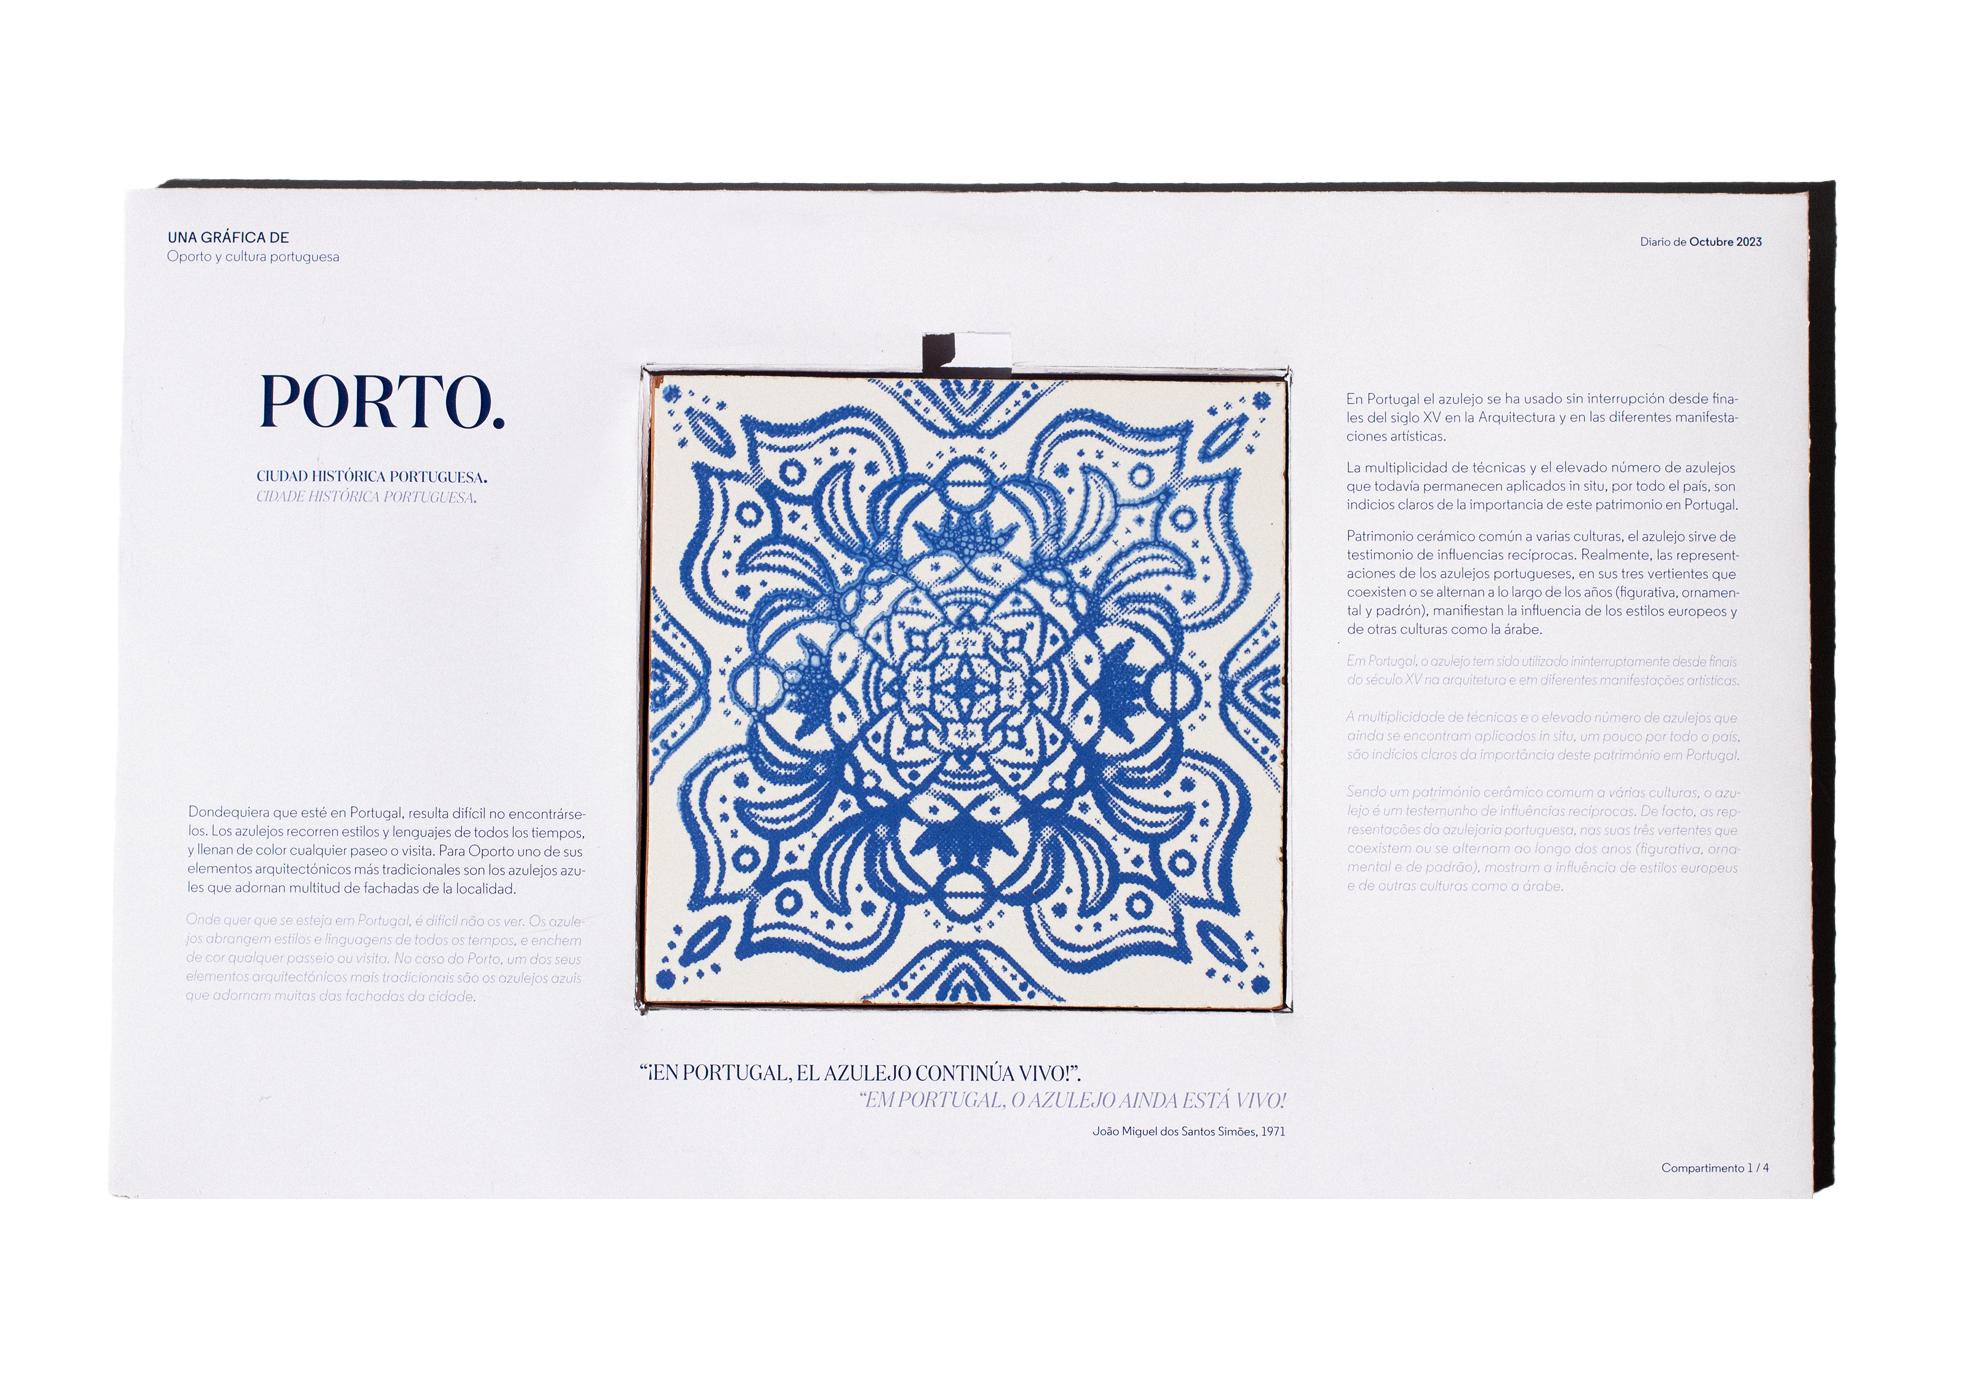 UNA GRÁFICA DE
Oporto y cultura portuguesa
Diario de Octubre 2023
PORTO.
CIUDAD HISTÓRICA PORTUGUESA.
CIDADE HISTÓRICA PORTUGUESA.
Dondequiera que esté en Portugal, resulta difícil no encontrárse-
los. Los azulejos recorren estilos y lenguajes de todos los tiempos,
y llenan de color cualquier paseo o visita. Para Oporto uno de sus
elementos arquitectónicos más tradicionales son los azulejos azu-
les que adornan multitud de fachadas de la localidad.
Onde quer que se esteja em Portugal, é difícil não os ver. Os azule-
jos abrangem estilos e linguagens de todos os tempos, e enchem
de cor qualquer passeio ou visita. No caso do Porto, um dos seus
elementos arquitectónicos mais tradicionais são os azulejos azuis
que adornam muitas das fachadas da cidade.
“¡EN PORTUGAL, EL AZULEJO CONTINÚA VIVO!”.
“EM PORTUGAL, O AZULEJO AINDA ESTÁ VIVO!
João Miguel dos Santos Simões, 1971
En Portugal el azulejo se ha usado sin interrupción desde fina-
les del siglo XV en la Arquitectura y en las diferentes manifesta-
ciones artísticas.
La multiplicidad de técnicas y el elevado número de azulejos
que todavía permanecen aplicados in situ, por todo el país, son
indicios claros de la importancia de este patrimonio en Portugal.
Patrimonio cerámico común a varias culturas, el azulejo sirve de
testimonio de influencias recíprocas. Realmente, las represent-
aciones de los azulejos portugueses, en sus tres vertientes que
coexisten o se alternan a lo largo de los años (figurativa, ornamen-
tal y padrón), manifiestan la influencia de los estilos europeos y
de otras culturas como la árabe.
Em Portugal, o azulejo tem sido utilizado ininterruptamente desde finais
do século XV na arquitetura e em diferentes manifestações artísticas.
A multiplicidade de técnicas e o elevado número de azulejos que
ainda se encontram aplicados in situ, um pouco por todo o país,
são indícios claros da importância deste património em Portugal.
Sendo um património cerâmico comum a várias culturas, o azu-
lejo é um testemunho de influências recíprocas. De facto, as rep-
resentações da azulejaria portuguesa, nas suas três vertentes que
coexistem ou se alternam ao longo dos anos (figurativa, orna-
mental e de padrão), mostram a influência de estilos europeus
e de outras culturas como a árabe.
Compartimento 1 / 4